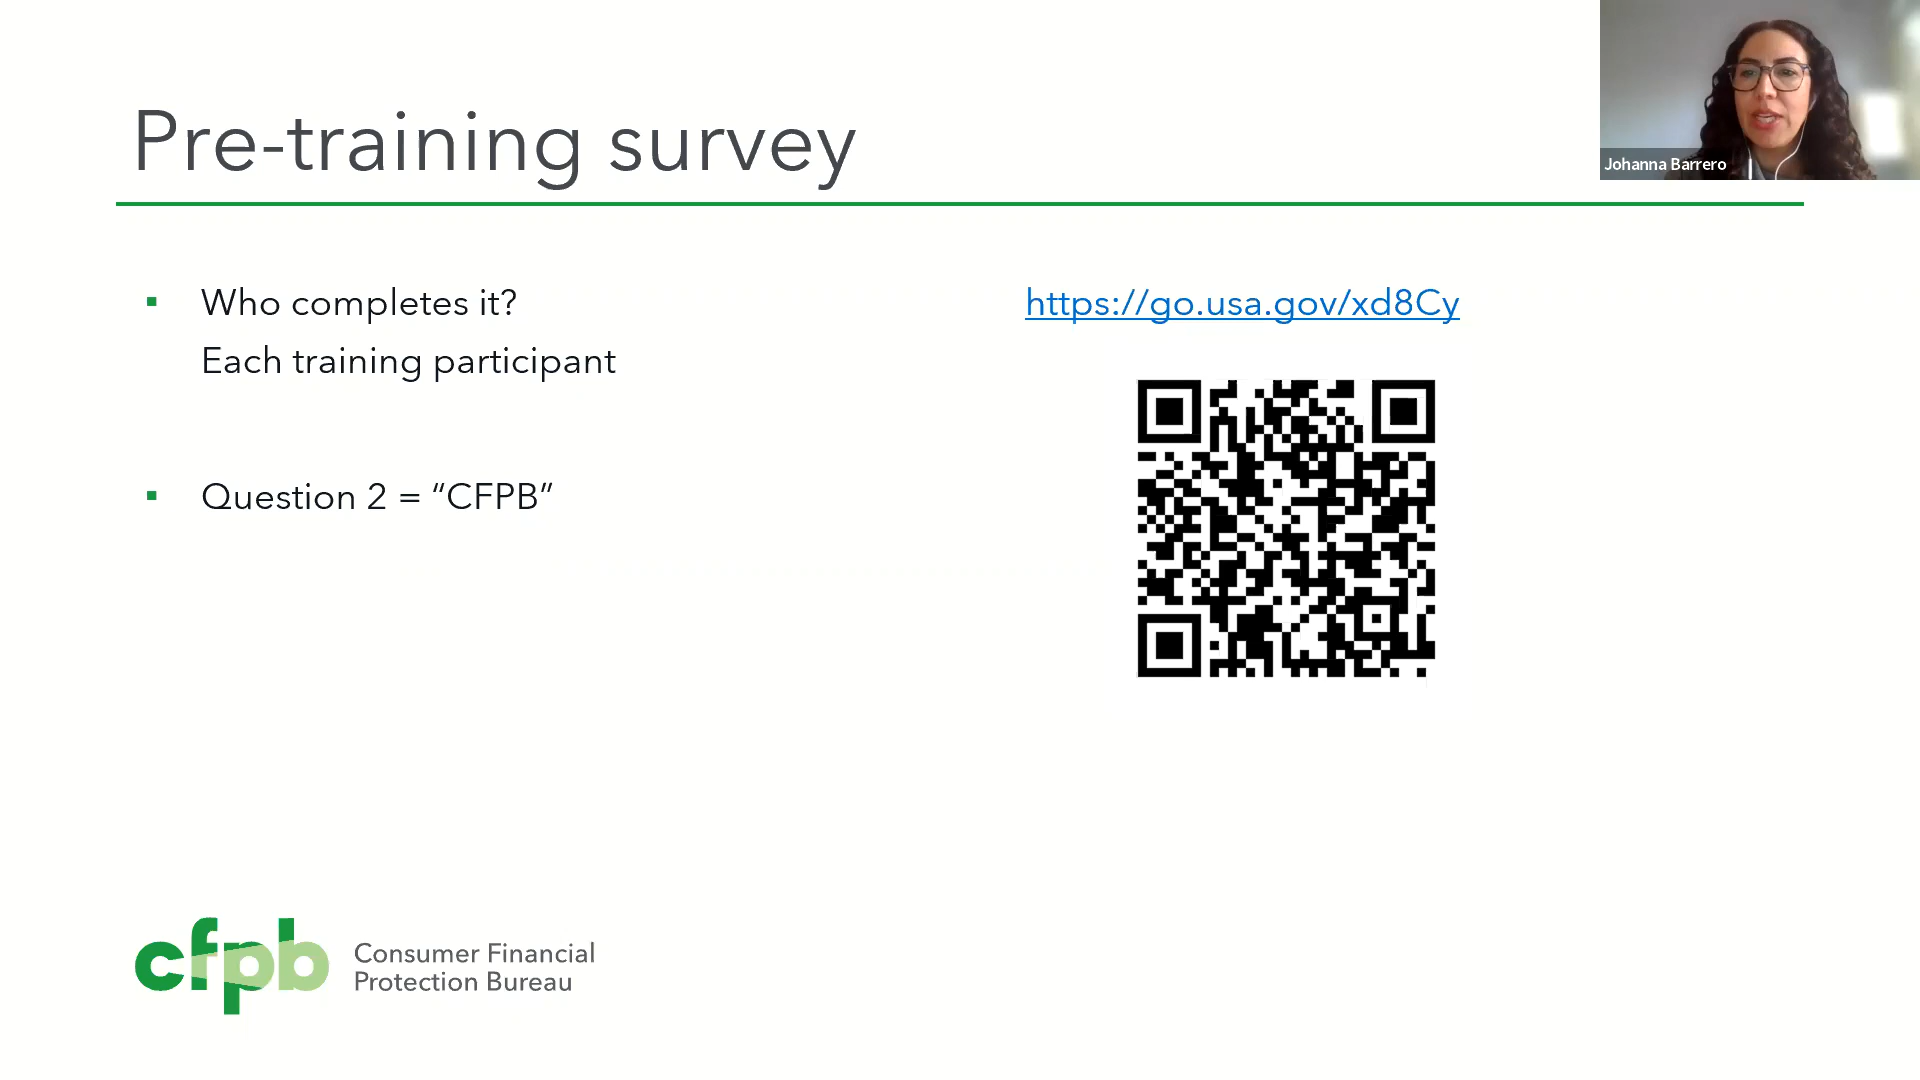 Pre-training survey
Johanna Barrero
▪ Who completes it?
Each training participant
▪ Question 2 = “CFPB”
https://go.usa.gov/xd8Cy
cfpb
Consumer Financial
Protection Bureau